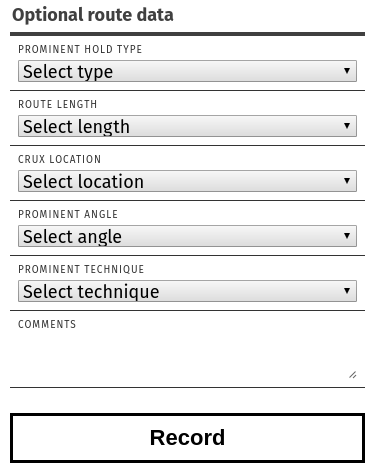 Optional route data
PROMINENT HOLD TYPE
Select type
ROUTE LENGTH
Select length
CRUX LOCATION
Select location
PROMINENT ANGLE
Select angle
PROMINENT TECHNIQUE
Select technique
COMMENTS
Record